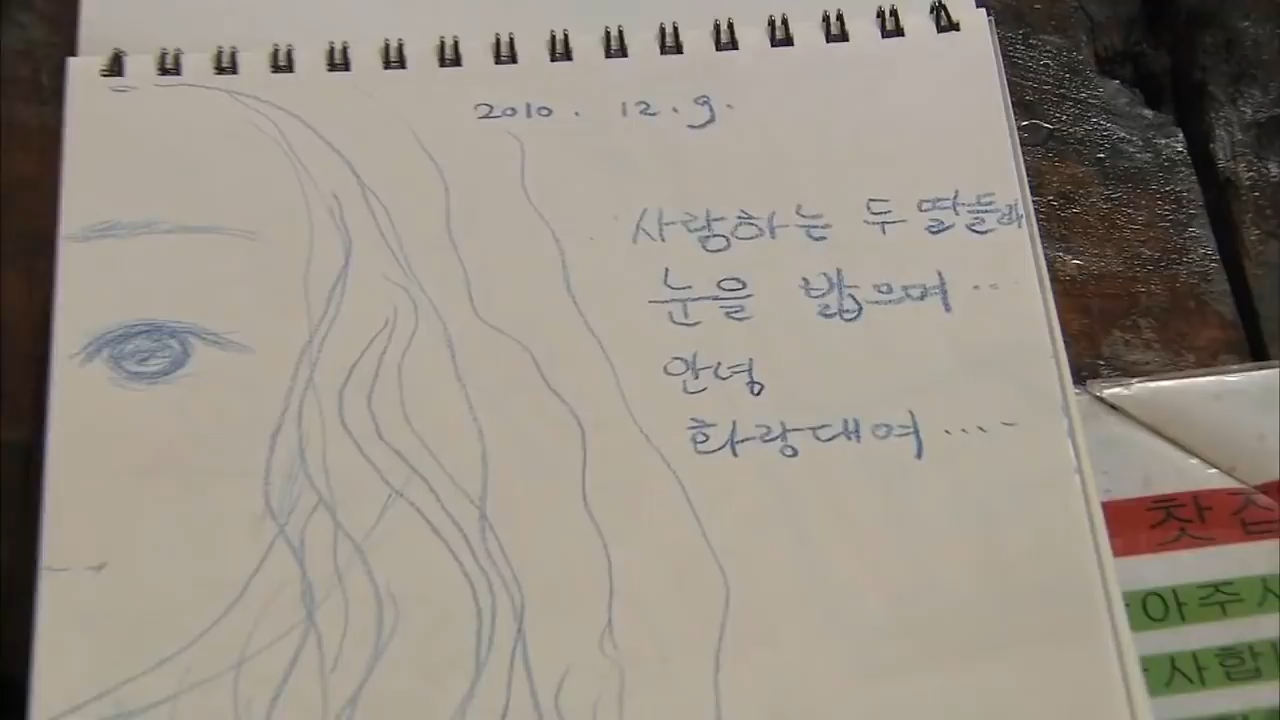 2010. 12. 9.
사랑하는 두 딸들과
눈을 밟으며...
안녕
화랑대여....
찻집
아주
사합